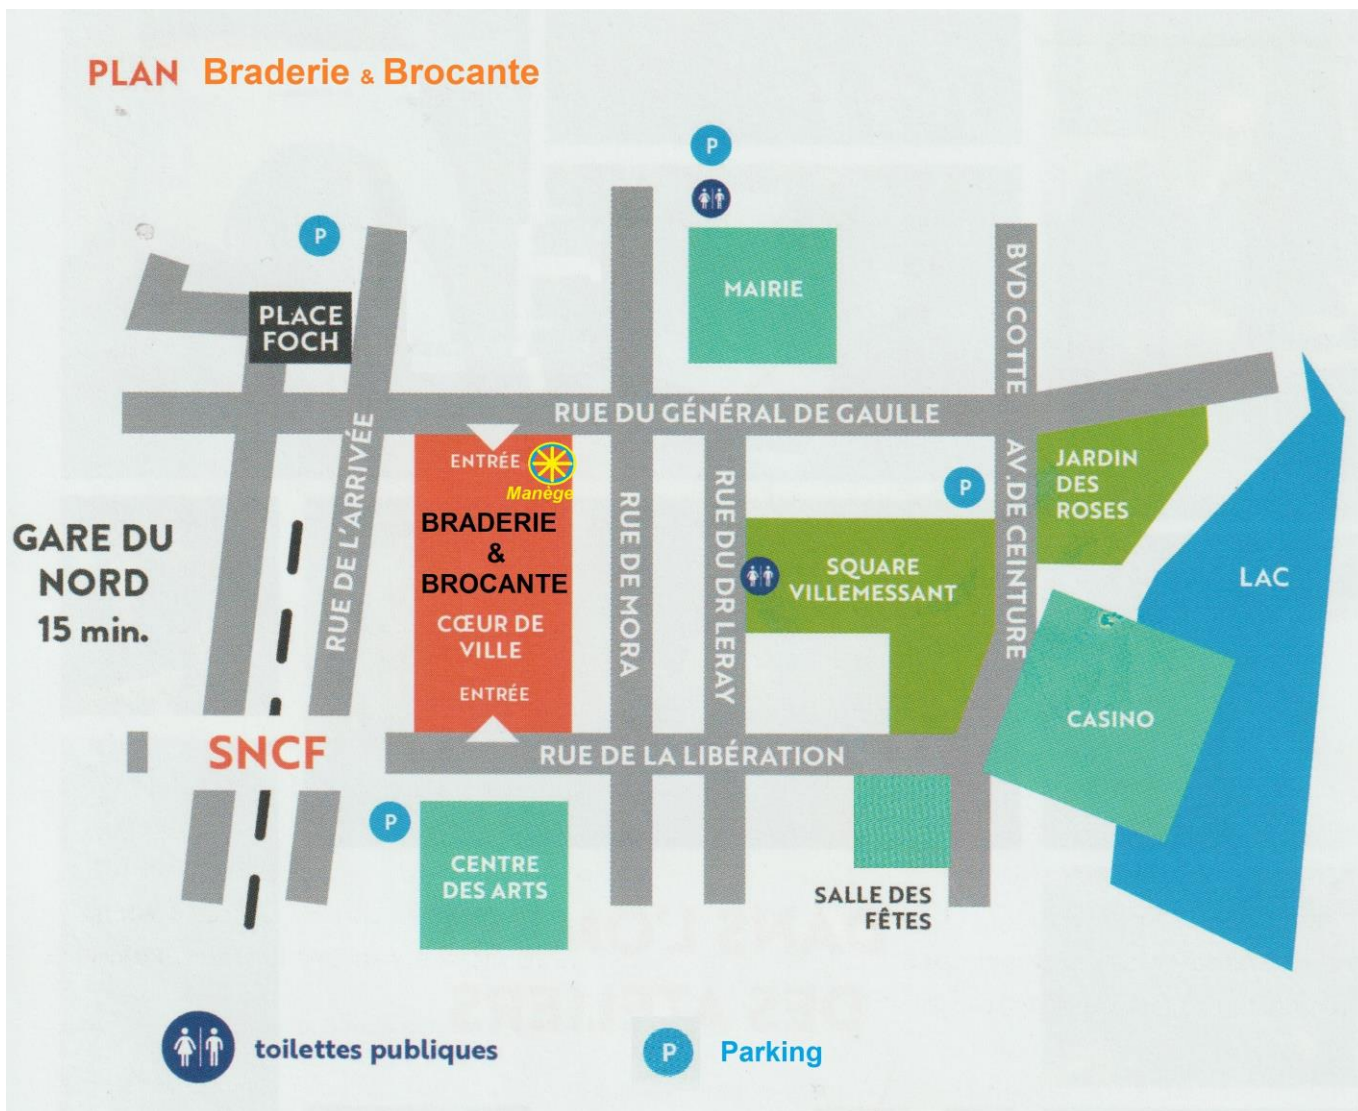 PLAN Braderie & Brocante
P
P
MAIRIE
PLACE
FOCH
BVD COTTE
RUE DU GÉNÉRAL DE GAULLE
RUE DE L'ARRIVÉE
ENTRÉE
Manège
BRADERIE
&
BROCANTE
CŒUR DE
VILLE
ENTRÉE
RUE DE MORA
RUE DU DR LERAY
P
SQUARE
VILLEMESSANT
AV. DE CEINTURE
JARDIN
DES
ROSES
LAC
GARE DU
NORD
15 min.
SNCF
RUE DE LA LIBÉRATION
CASINO
P
CENTRE
DES ARTS
SALLE DES
FÊTES
toilettes publiques
P Parking